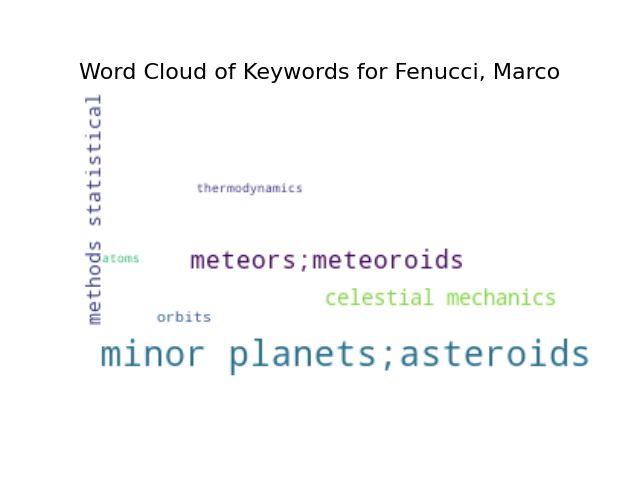 Word Cloud of Keywords for Fenucci, Marco
methods statistical
thermodynamics
atoms
meteors;meteoroids
celestial mechanics
orbits
minor planets;asteroids